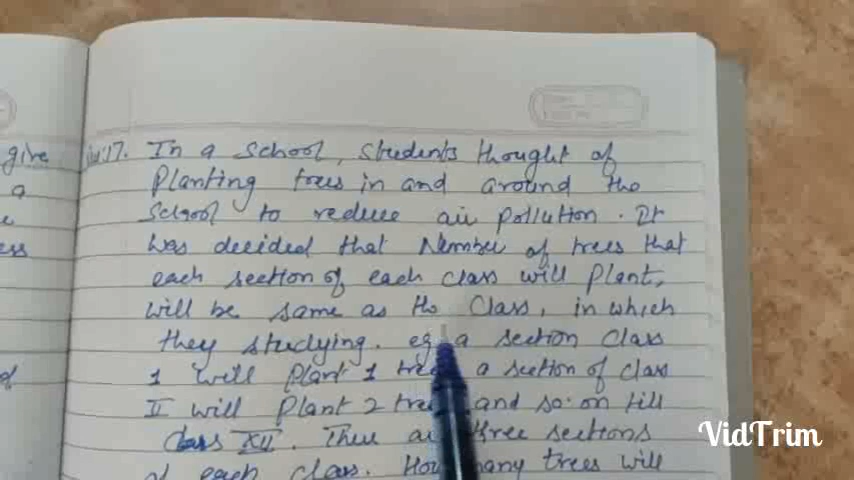 give
a
ess
17. In a School, Students thought of
Planting trees in and around the
School to reduce air pollution. It
was decided that Number of trees that
each section of each class will Plant,
will be same as the Class, in which
they studying. eg a section Class
1 will Plant 1 tree a section of class
II will Plant 2 tree and so on till
Class XII. There are three sections
of each class. How many trees will
VidTrim